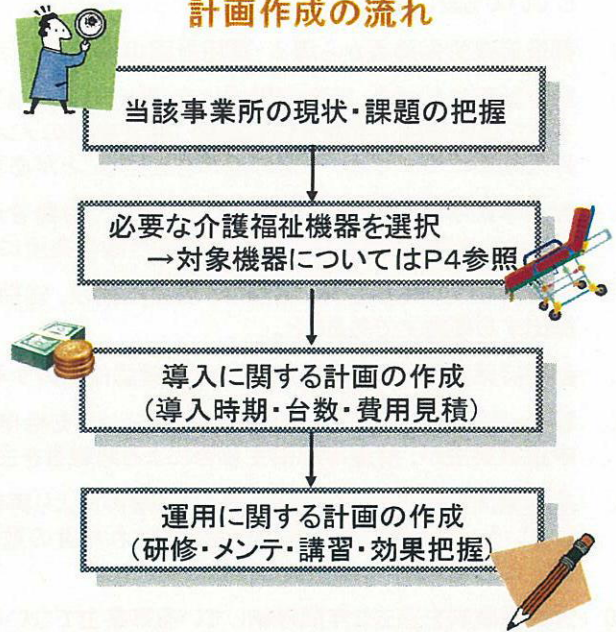 計画作成の流れ
当該事業所の現状・課題の把握
必要な介護福祉機器を選択
→対象機器についてはP4参照
導入に関する計画の作成
(導入時期・台数・費用見積)
運用に関する計画の作成
(研修・メンテ・講習・効果把握)